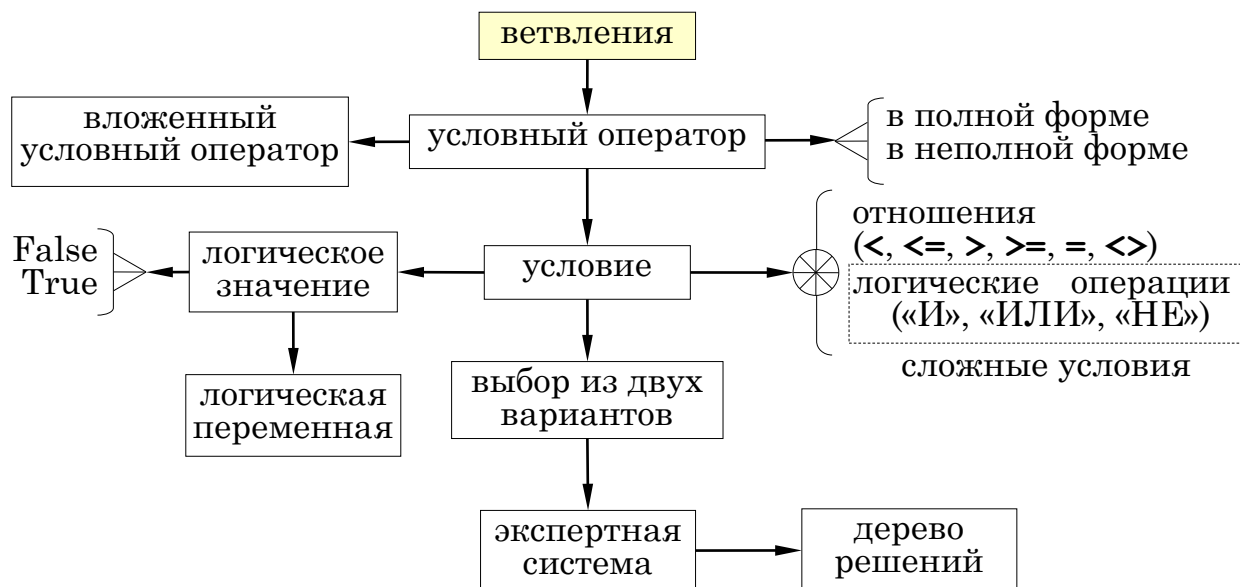 ветвления
вложенный
условный оператор
условный оператор
в полной форме
в неполной форме
False
True
логическое
значение
условие
отношения
(<, <=, >, >=, =, <>)
логические операции
(«И», «ИЛИ», «НЕ»)
сложные условия
логическая
переменная
выбор из двух
вариантов
экспертная
система
дерево
решений